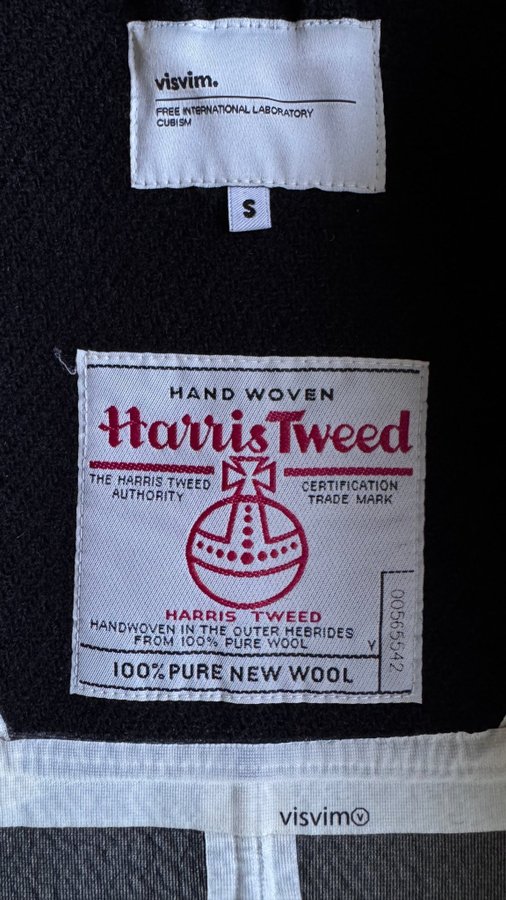 visvim.
FREE INTERNATIONAL LABORATORY
CUBISM
S
HAND WOVEN
Harris Tweed
THE HARRIS TWEED
AUTHORITY
CERTIFICATION
TRADE MARK
HARRIS TWEED
HANDWOVEN IN THE OUTER HEBRIDES
FROM 100% PURE WOOL
Y
00565542
100% PURE NEW WOOL
visvim v